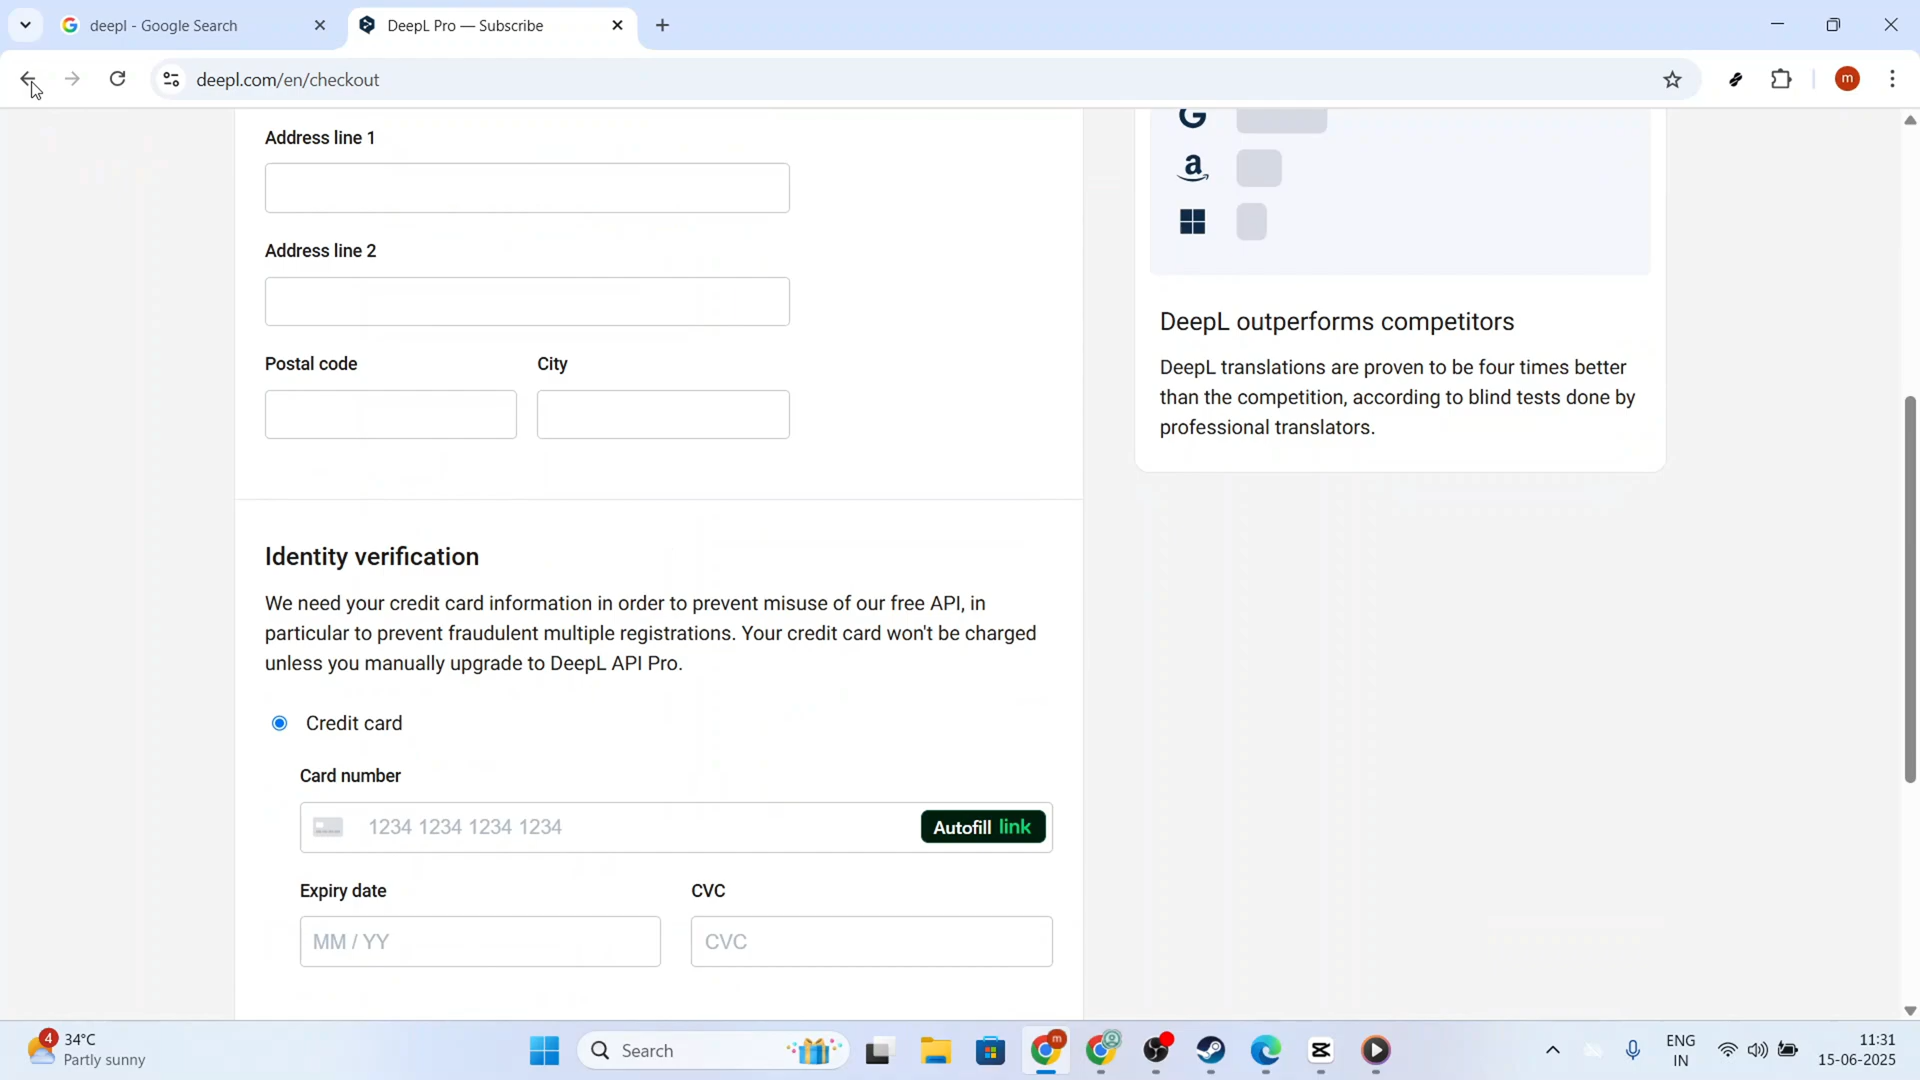 deepl - Google Search
DeepL Pro — Subscribe
deepl.com/en/checkout
m
Address line 1
Address line 2
Postal code
City
Identity verification
We need your credit card information in order to prevent misuse of our free API, in
particular to prevent fraudulent multiple registrations. Your credit card won't be charged
unless you manually upgrade to DeepL API Pro.
Credit card
Card number
1234 1234 1234 1234
Autofill link
Expiry date
CVC
MM / YY
CVC
DeepL outperforms competitors
DeepL translations are proven to be four times better
than the competition, according to blind tests done by
professional translators.
4
34°C
Partly sunny
Search
m
ENG
IN
11:31
15-06-2025